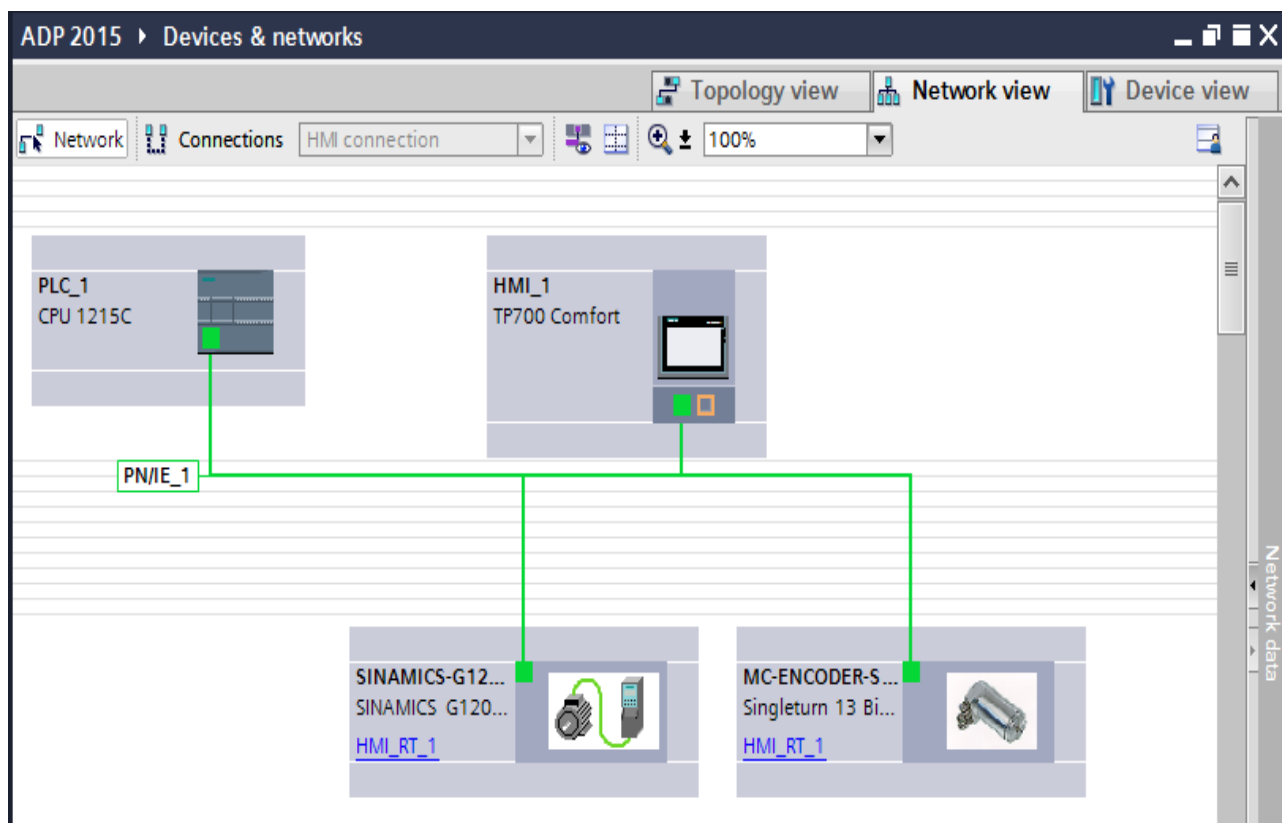 ADP 2015 ▸ Devices & networks
Topology view
Network view
Device view
Network
Connections
HMI connection
100%
PLC_1
CPU 1215C
HMI_1
TP700 Comfort
PN/IE_1
SINAMICS-G12...
SINAMICS G120...
HMI_RT_1
MC-ENCODER-S...
Singleturn 13 Bi...
HMI_RT_1
Network data